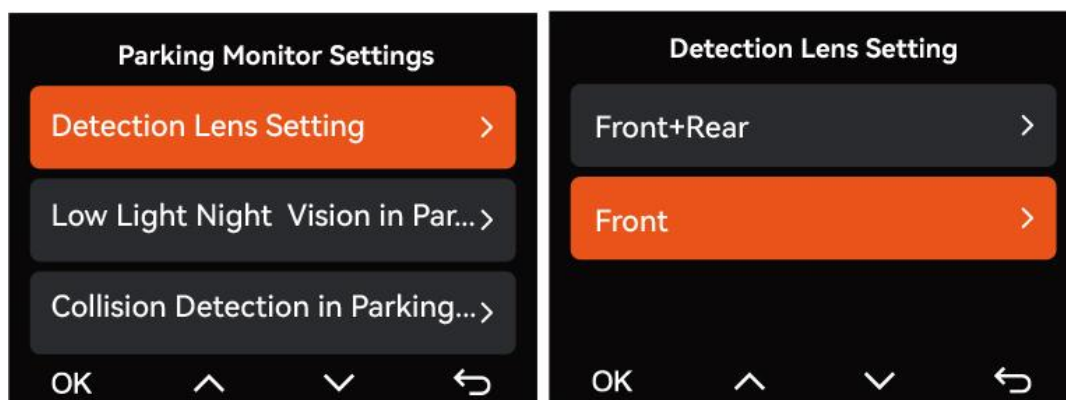 Parking Monitor Settings
Detection Lens Setting
Low Light Night Vision in Par...
Collision Detection in Parking...
OK
Detection Lens Setting
Front+Rear
Front
OK